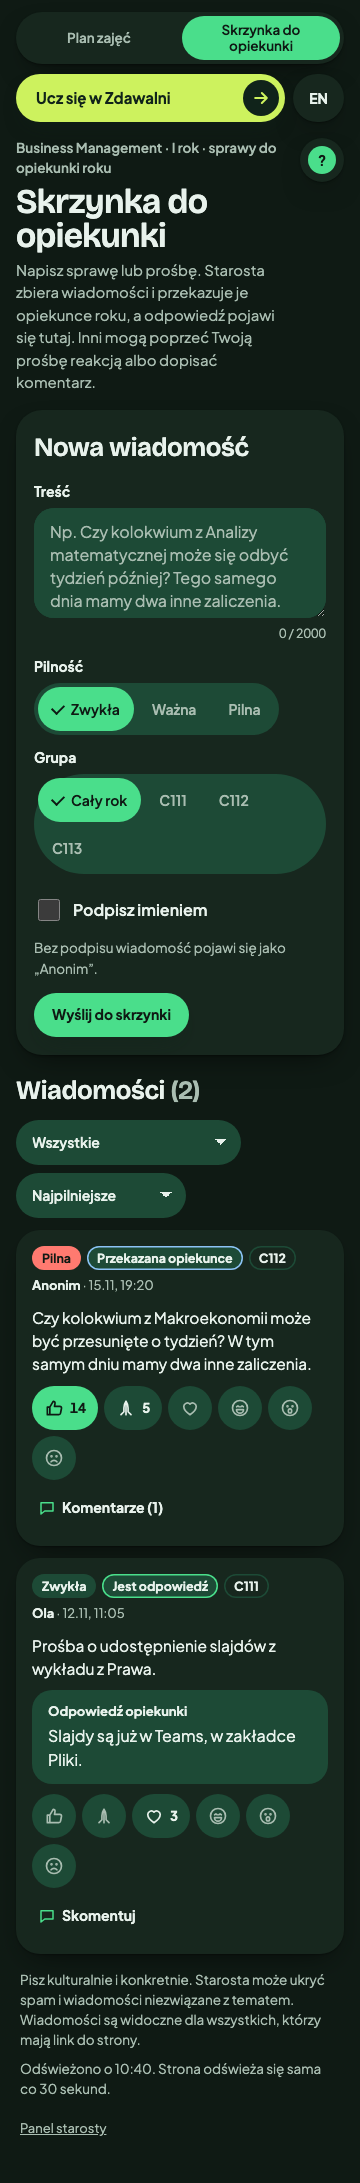 Plan zajęć
Skrzynka do
opiekunki
Ucz się w Zdawalni
EN
Business Management · I rok · sprawy do
opiekunki roku
?
Skrzynka do
opiekunki
Napisz sprawę lub prośbę. Starosta
zbiera wiadomości i przekazuje je
opiekunce roku, a odpowiedź pojawi
się tutaj. Inni mogą poprzeć Twoją
prośbę reakcją albo dopisać
komentarz.
Nowa wiadomość
Treść
Np. Czy kolokwium z Analizy
matematycznej może się odbyć
tydzień później? Tego samego
dnia mamy dwa inne zaliczenia.
0 / 2000
Pilność
Zwykła
Ważna
Pilna
Grupa
Cały rok
C111
C112
C113
Podpisz imieniem
Bez podpisu wiadomość pojawi się jako
„Anonim”.
Wyślij do skrzynki
Wiadomości (2)
Wszystkie
Najpilniejsze
Pilna
Przekazana opiekunce
C112
Anonim · 15.11, 19:20
Czy kolokwium z Makroekonomii może
być przesunięte o tydzień? W tym
samym dniu mamy dwa inne zaliczenia.
14
5
Komentarze (1)
Zwykła
Jest odpowiedź
C111
Ola · 12.11, 11:05
Prośba o udostępnienie slajdów z
wykładu z Prawa.
Odpowiedź opiekunki
Slajdy są już w Teams, w zakładce
Pliki.
3
Skomentuj
Pisz kulturalnie i konkretnie. Starosta może ukryć
spam i wiadomości niezwiązane z tematem.
Wiadomości są widoczne dla wszystkich, którzy
mają link do strony.
Odświeżono o 10:40. Strona odświeża się sama
co 30 sekund.
Panel starosty